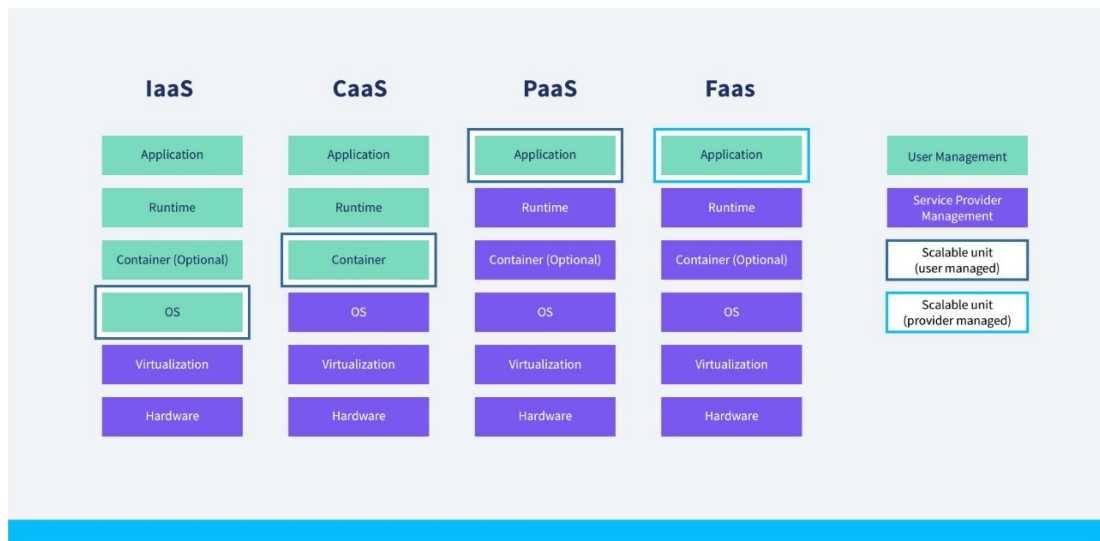 IaaS
CaaS
PaaS
Faas
Application
Application
Application
Application
User Management
Runtime
Runtime
Runtime
Runtime
Service Provider
Management
Container (Optional)
Container
Container (Optional)
Container (Optional)
Scalable unit
(user managed)
OS
OS
OS
OS
Scalable unit
(provider managed)
Virtualization
Virtualization
Virtualization
Virtualization
Hardware
Hardware
Hardware
Hardware